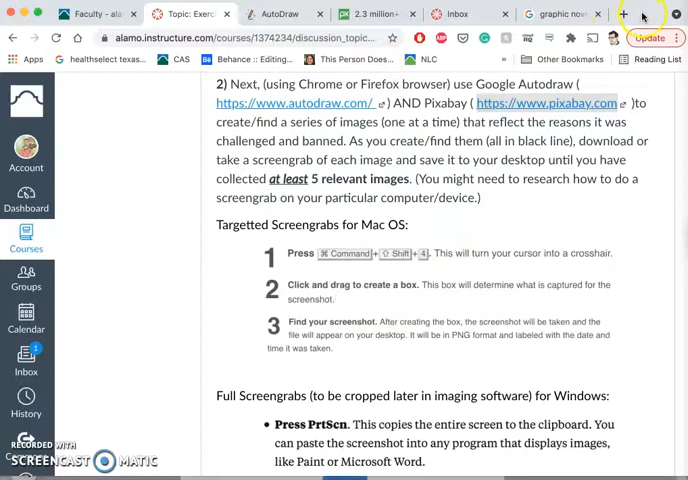 Faculty - ala
Topic: Exerc
AutoDraw
2.3 million+
Inbox
graphic nov
alamo.instructure.com/courses/1374234/discussion_topic...
Update
Apps
healthselect texas...
CAS
Behance :: Editing...
This Person Does...
NLC
Other Bookmarks
Reading List
2) Next, (using Chrome or Firefox browser) use Google Autodraw (
https://www.autodraw.com/ ) AND Pixabay ( https://www.pixabay.com )to
create/find a series of images (one at a time) that reflect the reasons it was
challenged and banned. As you create/find them (all in black line), download or
take a screengrab of each image and save it to your desktop until you have
collected at least 5 relevant images. (You might need to research how to do a
screengrab on your particular computer/device.)
Account
Dashboard
Courses
Groups
Calendar
1
Inbox
History
Targetted Screengrabs for Mac OS:
1 Press ⌘ Command+⇧ Shift+4. This will turn your cursor into a crosshair.
2 Click and drag to create a box. This box will determine what is captured for the
screenshot.
3 Find your screenshot. After creating the box, the screenshot will be taken and the
file will appear on your desktop. It will be in PNG format and labeled with the date and
time it was taken.
Full Screengrabs (to be cropped later in imaging software) for Windows:
• Press PrtScn. This copies the entire screen to the clipboard. You
can paste the screenshot into any program that displays images,
like Paint or Microsoft Word.
RECORDED WITH
SCREENCAST MATIC